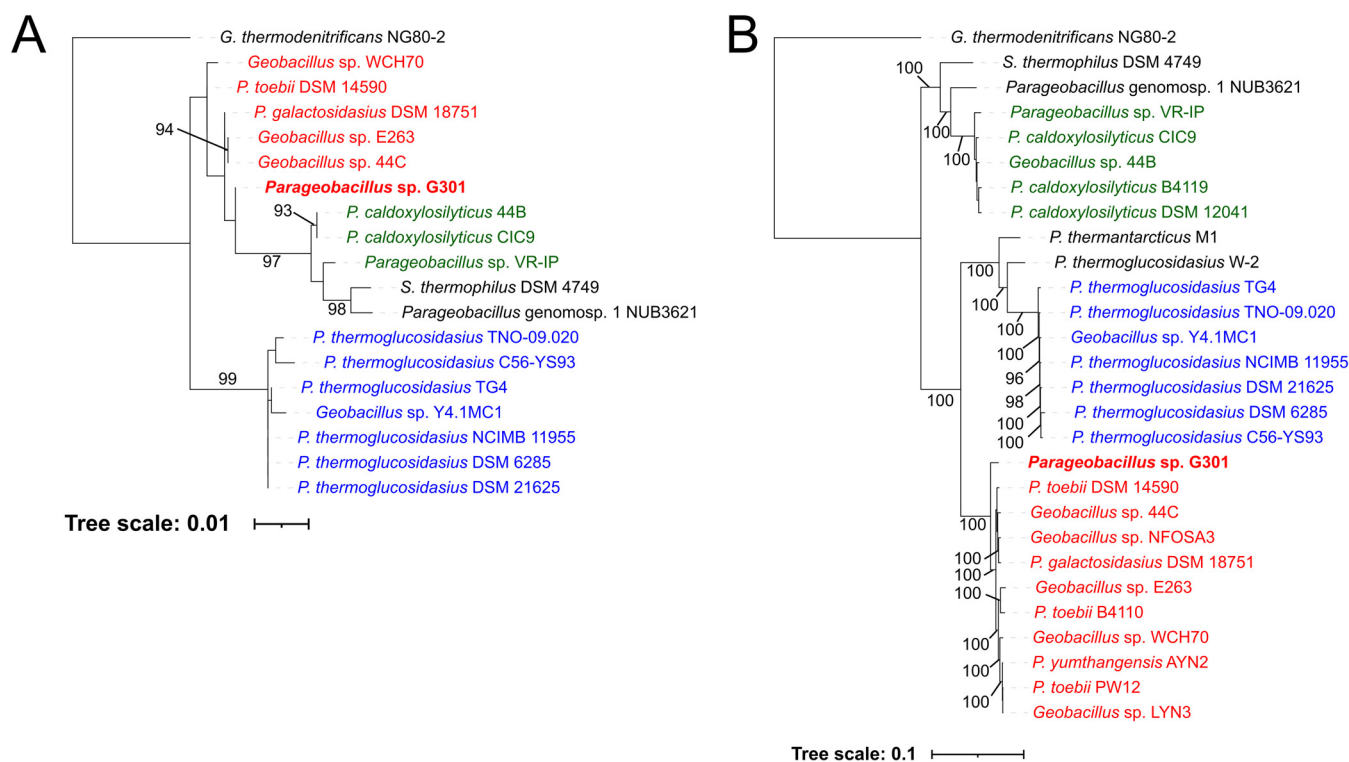 A
G. thermodenitrificans NG80-2
Geobacillus sp. WCH70
P. toebii DSM 14590
P. galactosidasius DSM 18751
94
Geobacillus sp. E263
Geobacillus sp. 44C
Parageobacillus sp. G301
93
P. caldoxylosilyticus 44B
P. caldoxylosilyticus CIC9
97
Parageobacillus sp. VR-IP
S. thermophilus DSM 4749
98
Parageobacillus genomosp. 1 NUB3621
P. thermoglucosidasius TNO-09.020
P. thermoglucosidasius C56-YS93
99
P. thermoglucosidasius TG4
Geobacillus sp. Y4.1MC1
P. thermoglucosidasius NCIMB 11955
P. thermoglucosidasius DSM 6285
P. thermoglucosidasius DSM 21625
Tree scale: 0.01
B
G. thermodenitrificans NG80-2
S. thermophilus DSM 4749
100
Parageobacillus genomosp. 1 NUB3621
Parageobacillus sp. VR-IP
100
P. caldoxylosilyticus CIC9
100
Geobacillus sp. 44B
P. caldoxylosilyticus B4119
P. caldoxylosilyticus DSM 12041
P. thermantarcticus M1
P. thermoglucosidasius W-2
100
P. thermoglucosidasius TG4
100
P. thermoglucosidasius TNO-09.020
100
Geobacillus sp. Y4.1MC1
100
P. thermoglucosidasius NCIMB 11955
96
P. thermoglucosidasius DSM 21625
98
100
P. thermoglucosidasius DSM 6285
100
P. thermoglucosidasius C56-YS93
100
Parageobacillus sp. G301
P. toebii DSM 14590
Geobacillus sp. 44C
100
Geobacillus sp. NFOSA3
100
P. galactosidasius DSM 18751
100
Geobacillus sp. E263
100
P. toebii B4110
Geobacillus sp. WCH70
100
P. yumthangensis AYN2
100
P. toebii PW12
100
Geobacillus sp. LYN3
Tree scale: 0.1